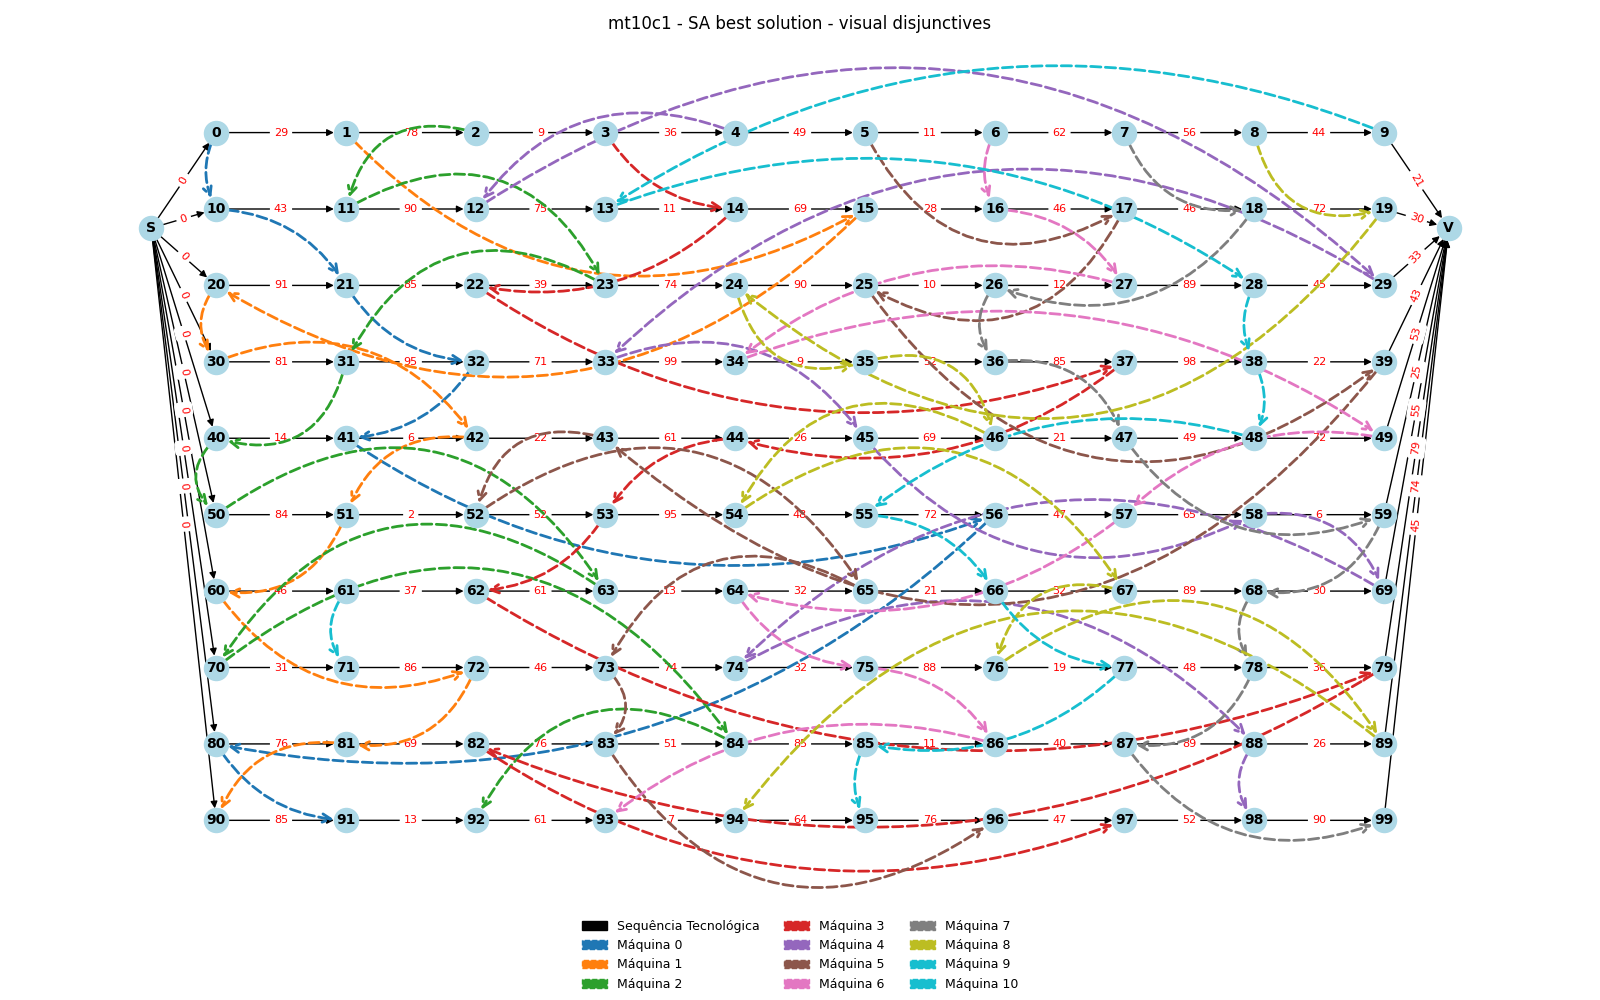 mt10c1 - SA best solution - visual disjunctives
0 29 1 78 2 9 3 36 4 49 5 11 6 62 7 56 8 44 9
0 21
10 43 11 90 12 75 13 11 14 69 15 28 16 46 17 46 18 72 19
0 30
S V
0 33
20 91 21 85 22 39 23 74 24 90 25 10 26 12 27 89 28 45 29
0 43
0 53
30 81 31 95 32 71 33 99 34 9 35 52 36 85 37 98 38 22 39
0 25
0 55
40 14 41 6 42 22 43 61 44 26 45 69 46 21 47 49 48 72 49
0 79
0 74
50 84 51 2 52 52 53 95 54 48 55 72 56 47 57 65 58 6 59
0 45
60 46 61 37 62 61 63 13 64 32 65 21 66 32 67 89 68 30 69
70 31 71 86 72 46 73 74 74 32 75 88 76 19 77 48 78 36 79
80 76 81 69 82 76 83 51 84 85 85 11 86 40 87 89 88 26 89
90 85 91 13 92 61 93 7 94 64 95 76 96 47 97 52 98 90 99
Sequência Tecnológica
Máquina 0
Máquina 1
Máquina 2
Máquina 3
Máquina 4
Máquina 5
Máquina 6
Máquina 7
Máquina 8
Máquina 9
Máquina 10